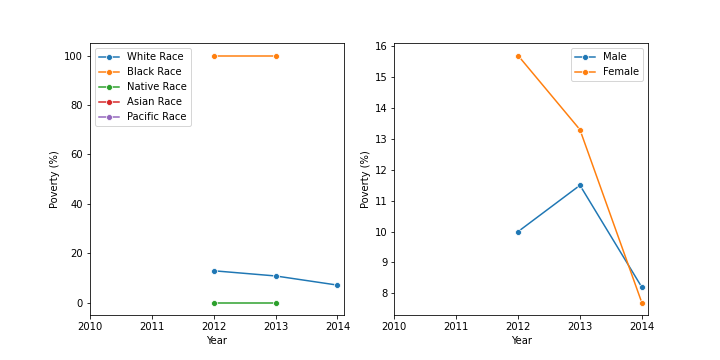 Poverty (%)
100
80
60
40
20
0
White Race
Black Race
Native Race
Asian Race
Pacific Race
2010 2011 2012 2013 2014
Year
Poverty (%)
16
15
14
13
12
11
10
9
8
Male
Female
2010 2011 2012 2013 2014
Year